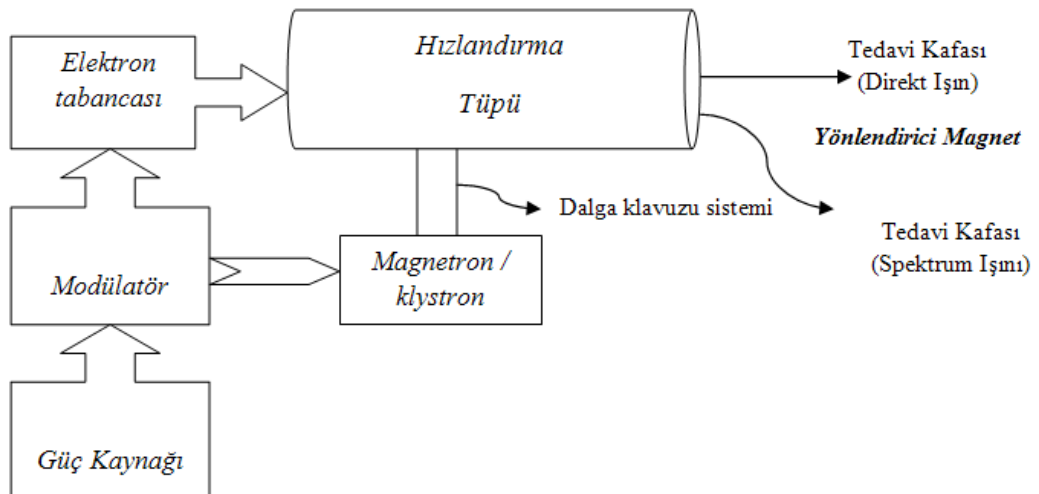 Elektron
tabancası
Hızlandırma
Tüpü
Tedavi Kafası
(Direkt Işın)
Yönlendirici Magnet
Dalga klavuzu sistemi
Tedavi Kafası
(Spektrum Işını)
Modülatör
Magnetron /
klystron
Güç Kaynağı